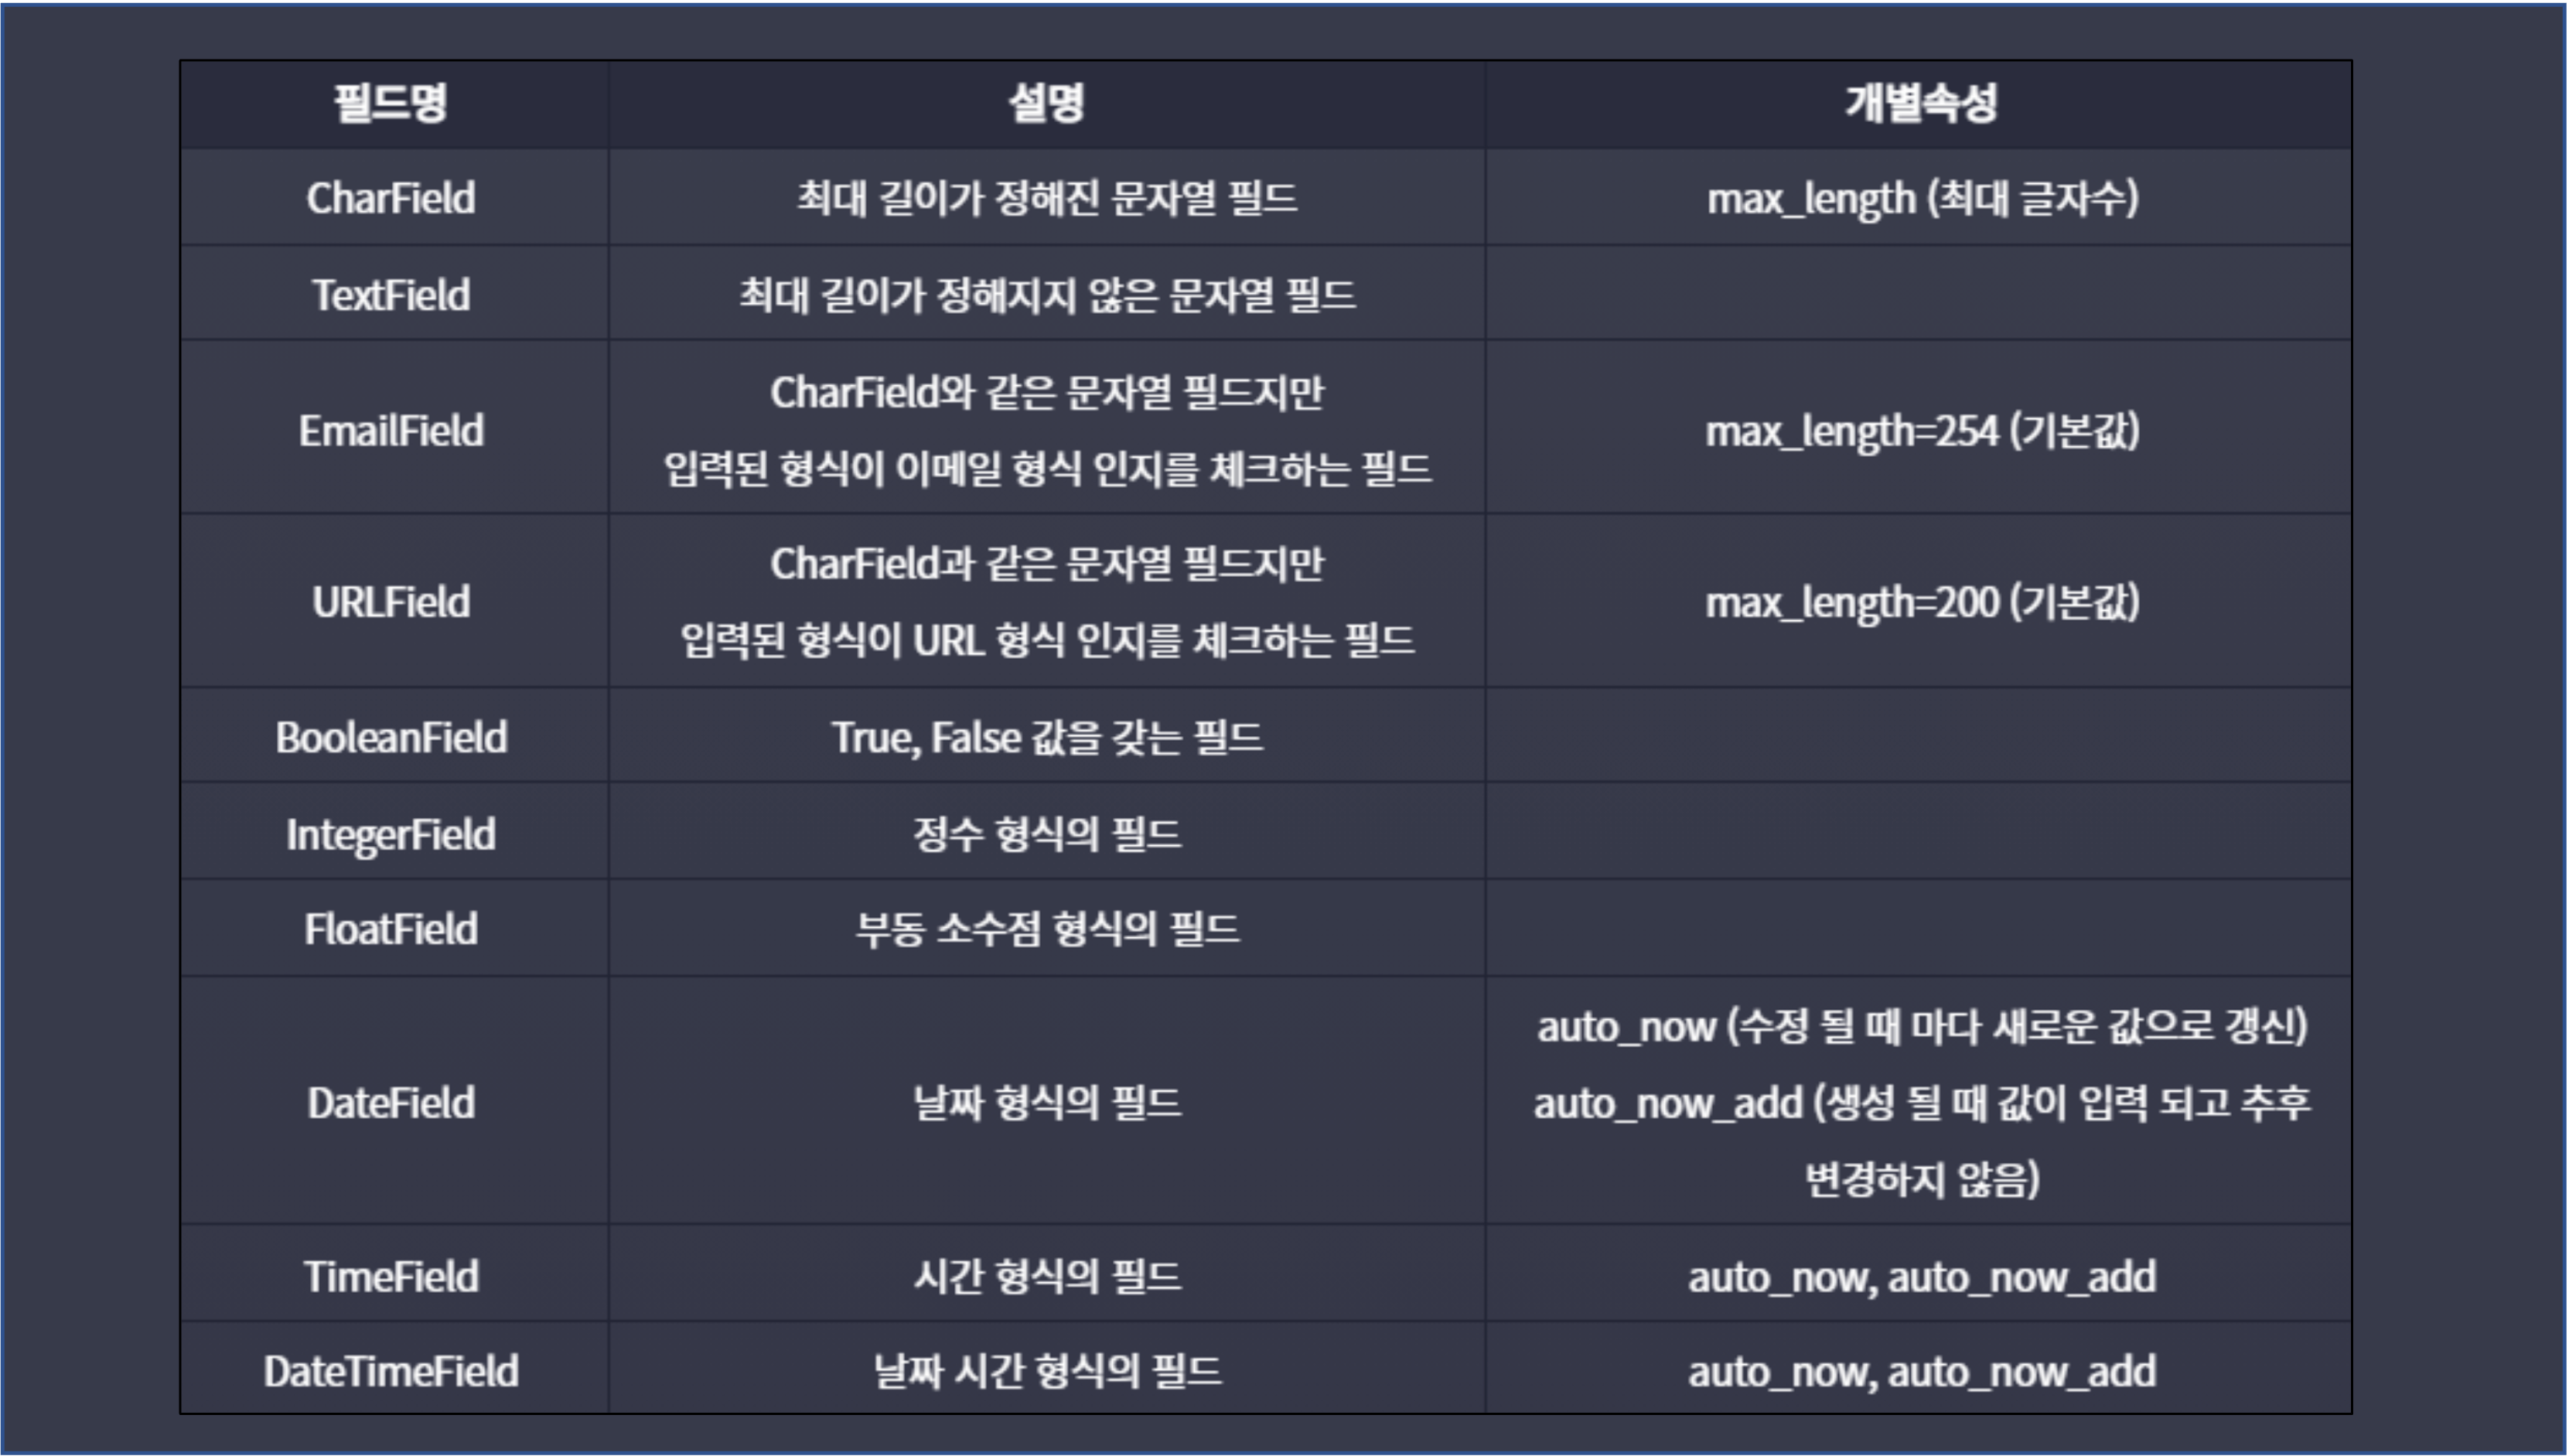 필드명 설명 개별속성
CharField 최대 길이가 정해진 문자열 필드 max_length (최대 글자수)
TextField 최대 길이가 정해지지 않은 문자열 필드
EmailField CharField와 같은 문자열 필드지만
입력된 형식이 이메일 형식 인지를 체크하는 필드 max_length=254 (기본값)
URLField CharField과 같은 문자열 필드지만
입력된 형식이 URL 형식 인지를 체크하는 필드 max_length=200 (기본값)
BooleanField True, False 값을 갖는 필드
IntegerField 정수 형식의 필드
FloatField 부동 소수점 형식의 필드
DateField 날짜 형식의 필드 auto_now (수정 될 때 마다 새로운 값으로 갱신)
auto_now_add (생성 될 때 값이 입력 되고 추후
변경하지 않음)
TimeField 시간 형식의 필드 auto_now, auto_now_add
DateTimeField 날짜 시간 형식의 필드 auto_now, auto_now_add